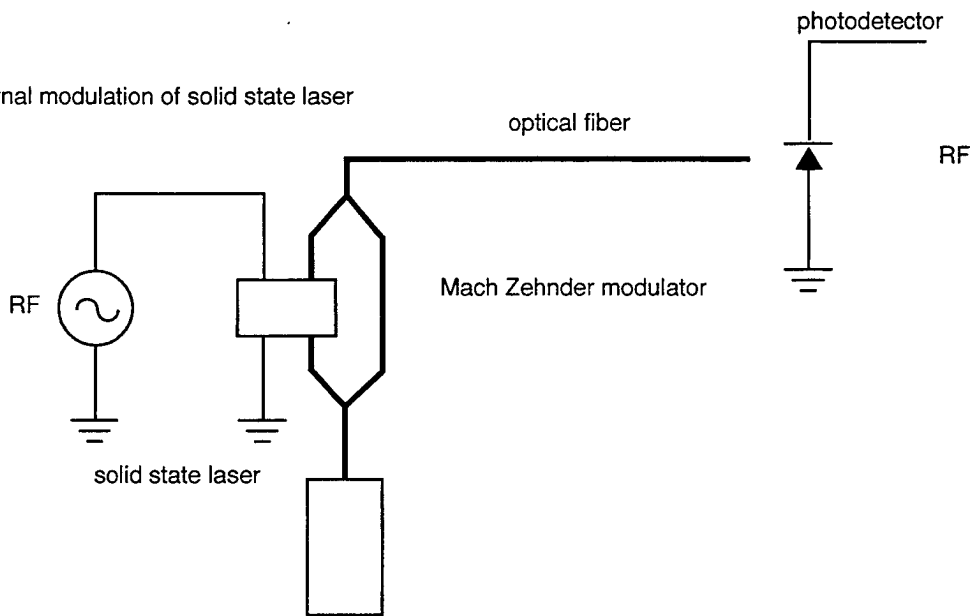 photodetector
rnal modulation of solid state laser
optical fiber
RF
Mach Zehnder modulator
RF
solid state laser